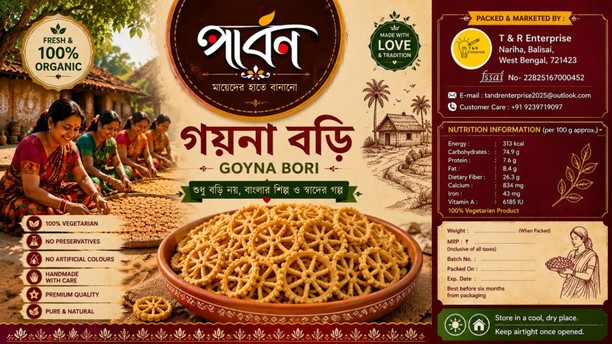 FRESH &
100%
ORGANIC
পার্বন
মায়েদের হাতে বানানো
MADE WITH
LOVE
& TRADITION
গয়না বড়ি
GOYNA BORI
শুধু বড়ি নয়, বাংলার শিল্প ও স্বাদের গল্প
100% VEGETARIAN
NO PRESERVATIVES
NO ARTIFICIAL COLOURS
HANDMADE
WITH CARE
PREMIUM QUALITY
PURE & NATURAL
PACKED & MARKETED BY :
T & R
Enterprise
T & R Enterprise
Nariha, Balisai,
West Bengal, 721423
fssai No- 22825167000452
E-mail : tandrenterprise2025@outlook.com
Customer Care : +91 9239719097
NUTRITION INFORMATION (per 100 g approx.)
Energy : 313 kcal
Carbohydrates : 74.9 g
Protein : 7.6 g
Fat : 8.4 g
Dietary Fiber : 26.3 g
Calcium : 834 mg
Iron : 43 mg
Vitamin A : 6185 IU
100% Vegetarian Product
Weight : (When Packed)
MRP : ₹
(Inclusive of all taxes)
Batch No. :
Packed On :
Exp. Date :
Best before six months
from packaging
Store in a cool, dry place.
Keep airtight once opened.